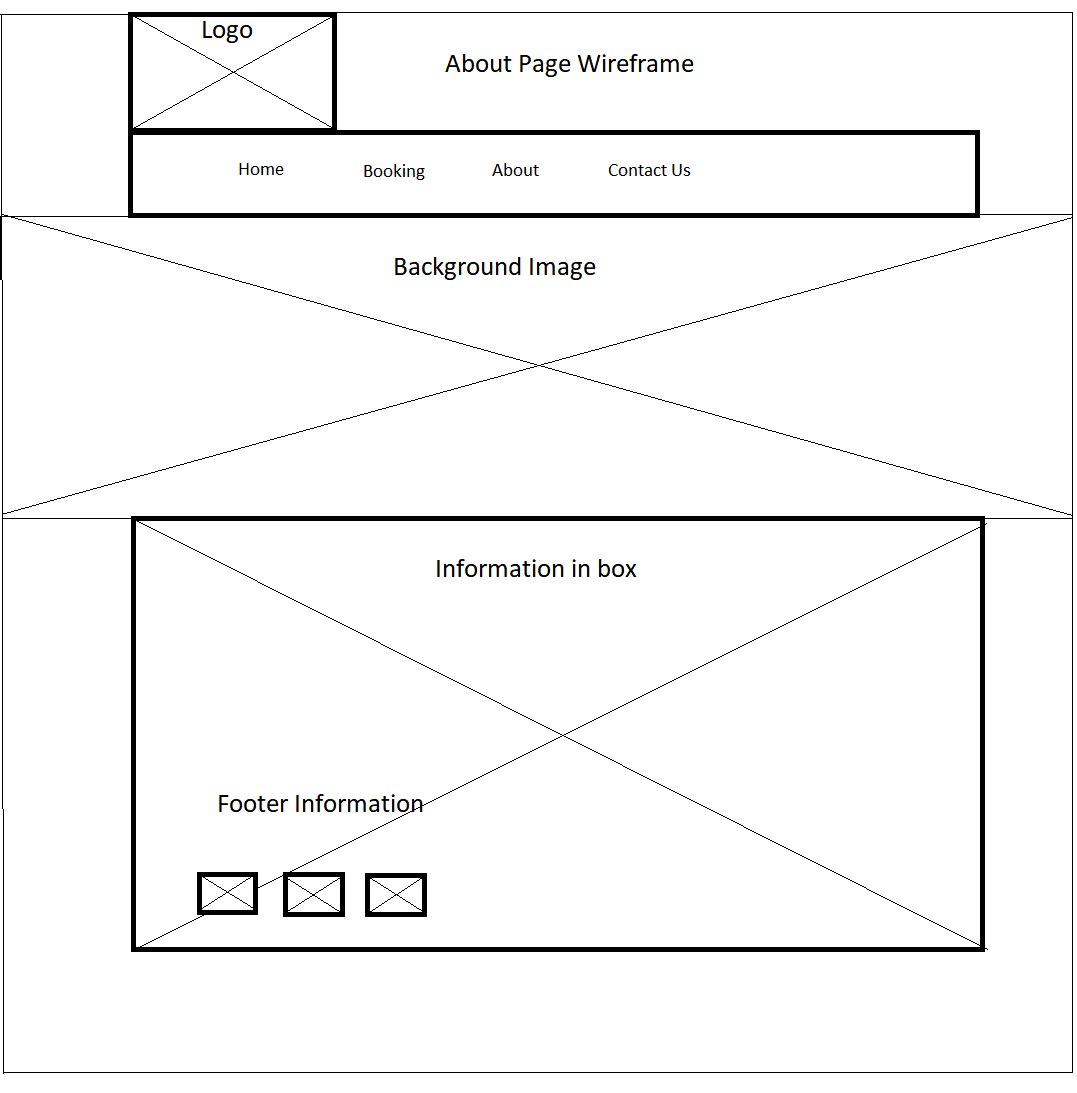 Logo
About Page Wireframe
Home
Booking
About
Contact Us
Background Image
Information in box
Footer Information